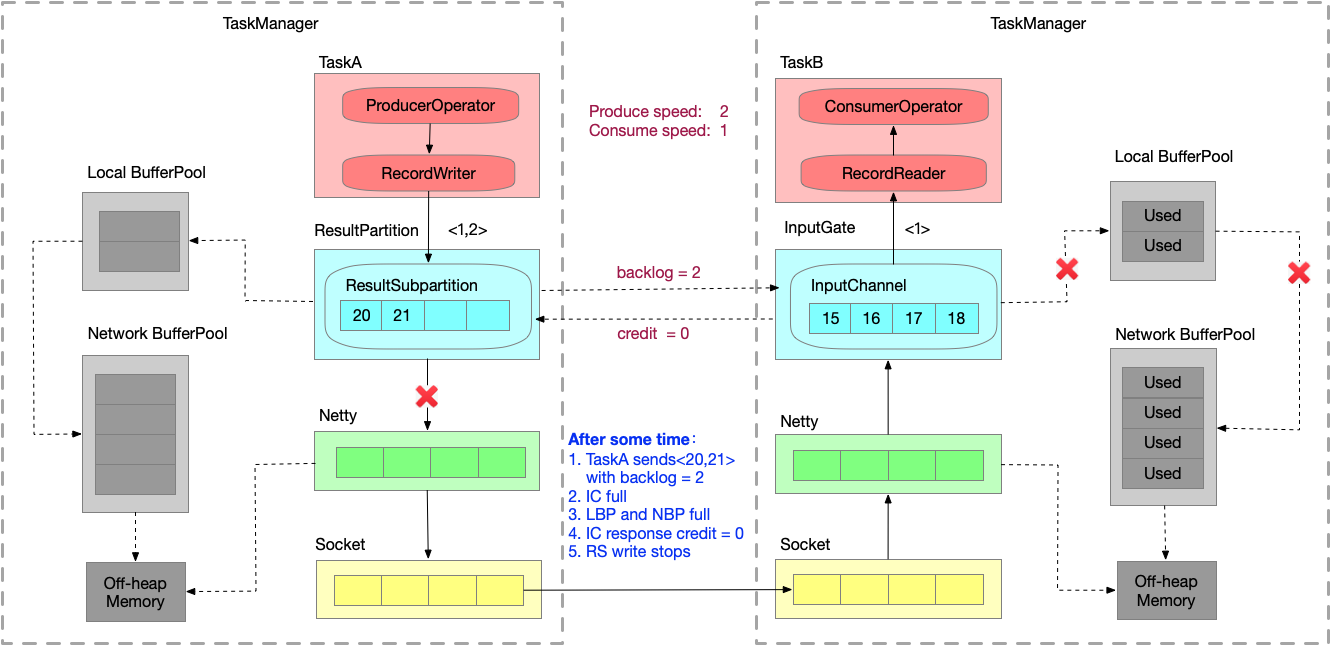 TaskManager
TaskA
ProducerOperator
RecordWriter
Local BufferPool
ResultPartition
<1,2>
ResultSubpartition
20 21
Network BufferPool
Netty
Socket
Off-heap
Memory
Produce speed: 2
Consume speed: 1
backlog = 2
credit = 0
After some time：
1. TaskA sends<20,21>
with backlog = 2
2. IC full
3. LBP and NBP full
4. IC response credit = 0
5. RS write stops
TaskManager
TaskB
ConsumerOperator
RecordReader
Local BufferPool
Used
Used
InputGate
<1>
InputChannel
15 16 17 18
Network BufferPool
Used
Used
Used
Used
Netty
Socket
Off-heap
Memory